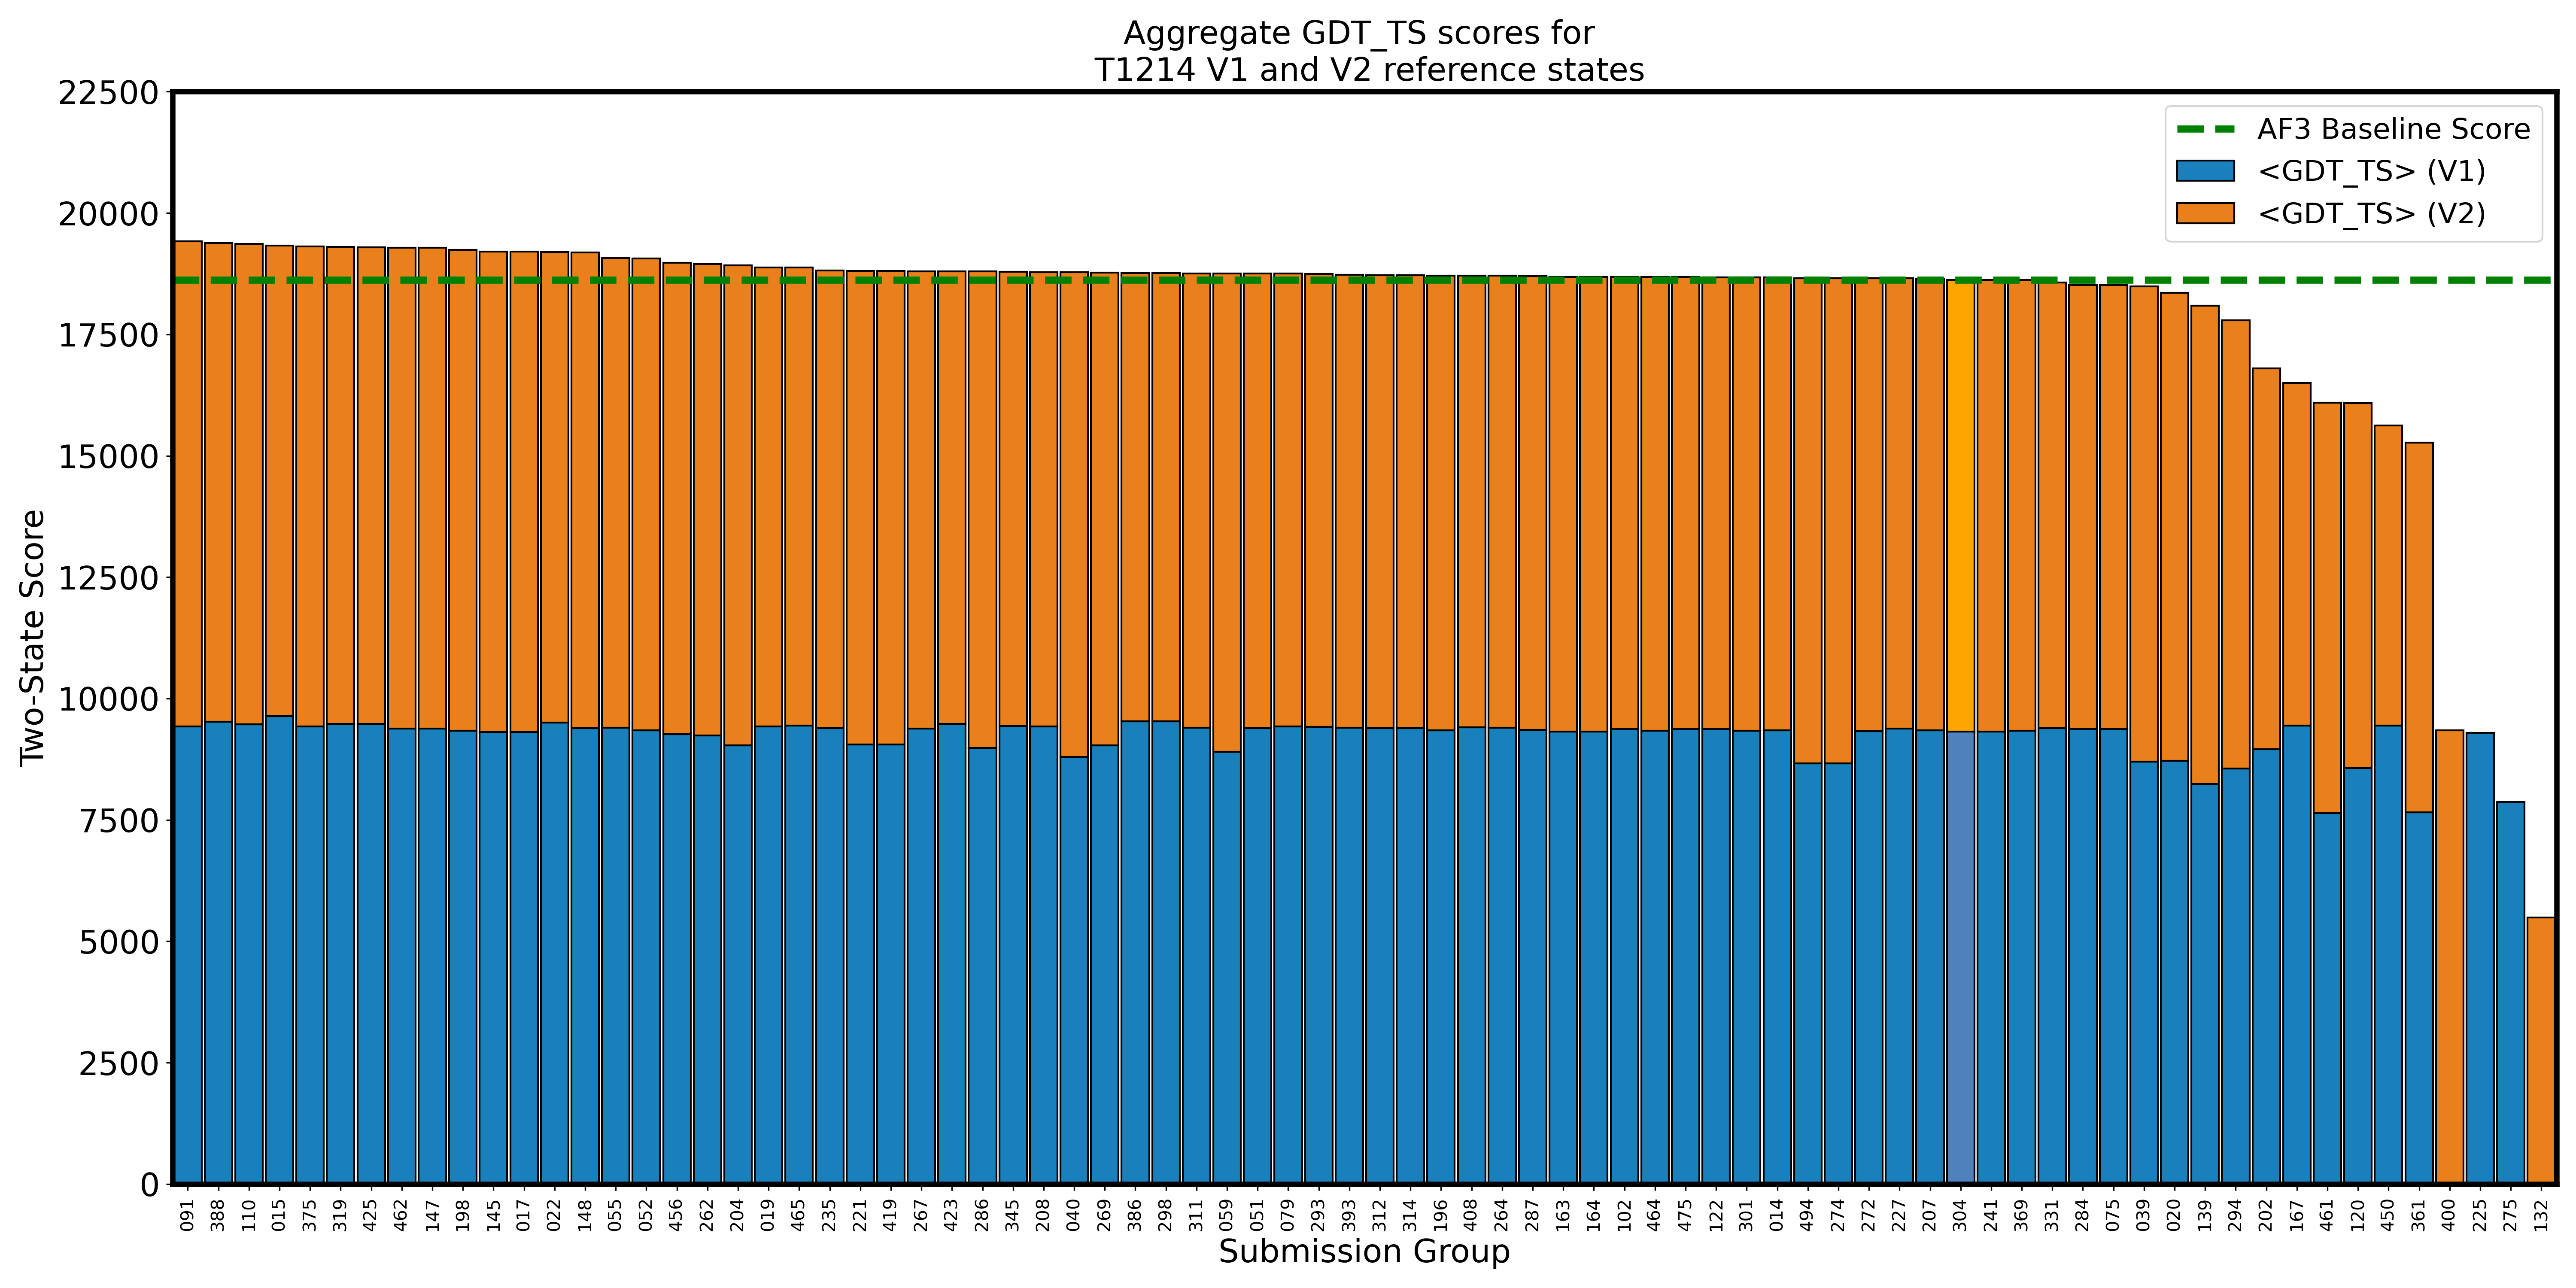 Aggregate GDT_TS scores for
T1214 V1 and V2 reference states
22500
20000
17500
15000
12500
10000
7500
5000
2500
0
Two-State Score
AF3 Baseline Score
<GDT_TS> (V1)
<GDT_TS> (V2)
091 388 110 015 375 319 425 462 147 198 145 017 022 148 055 052 456 262 204 019 465 235 221 419 267 423 286 345 208 040 269 386 298 311 059 051 079 293 393 312 314 196 408 264 287 163 164 102 464 475 122 301 014 494 274 272 227 207 304 241 369 331 284 075 039 020 139 294 202 167 461 120 450 361 400 225 275 132
Submission Group